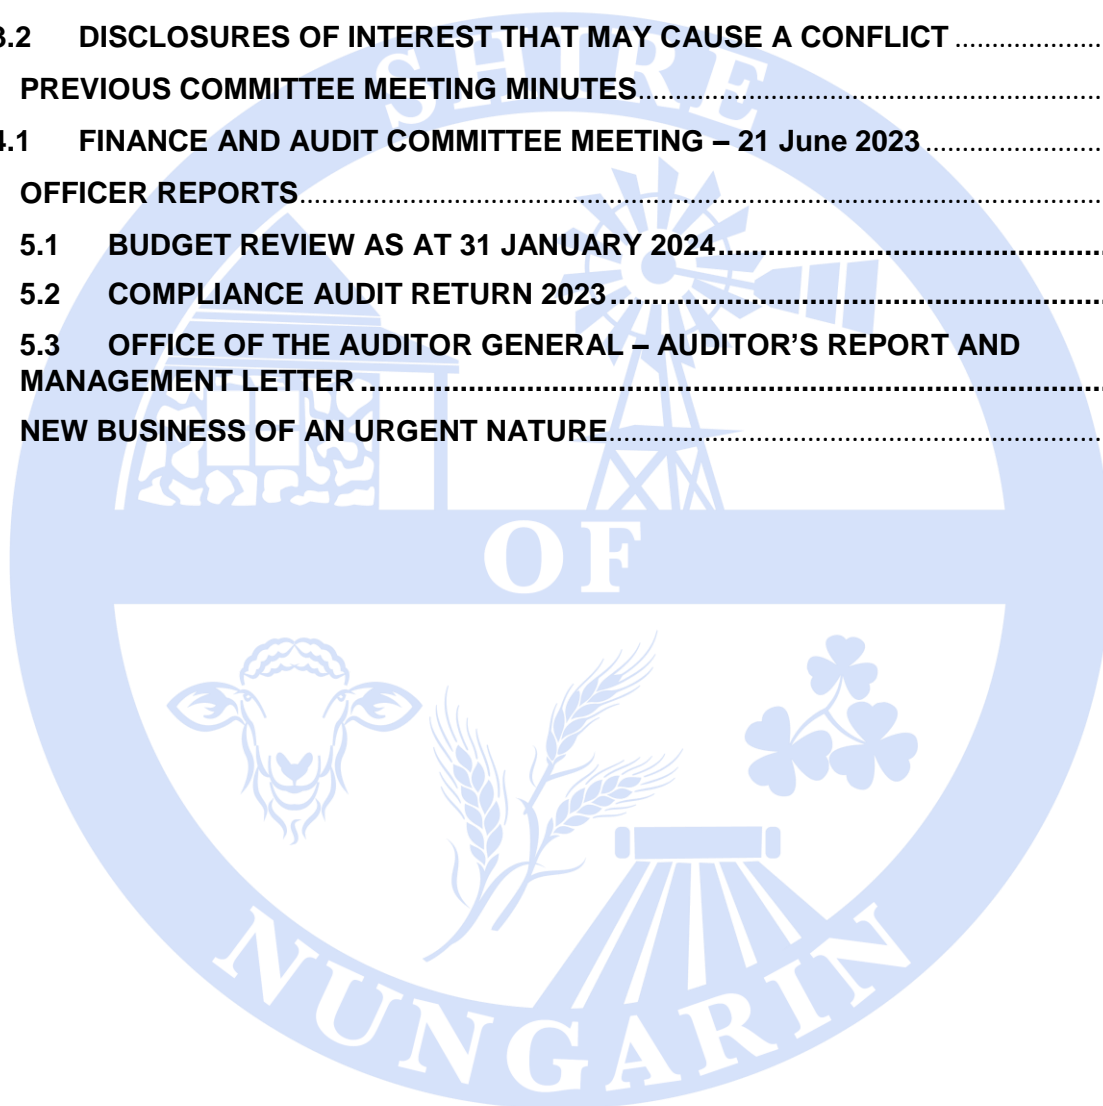 3.2 DISCLOSURES OF INTEREST THAT MAY CAUSE A CONFLICT
PREVIOUS COMMITTEE MEETING MINUTES
4.1 FINANCE AND AUDIT COMMITTEE MEETING – 21 June 2023
OFFICER REPORTS
5.1 BUDGET REVIEW AS AT 31 JANUARY 2024
5.2 COMPLIANCE AUDIT RETURN 2023
5.3 OFFICE OF THE AUDITOR GENERAL – AUDITOR'S REPORT AND
MANAGEMENT LETTER
NEW BUSINESS OF AN URGENT NATURE
SHIRE
OF
NUNGARIN